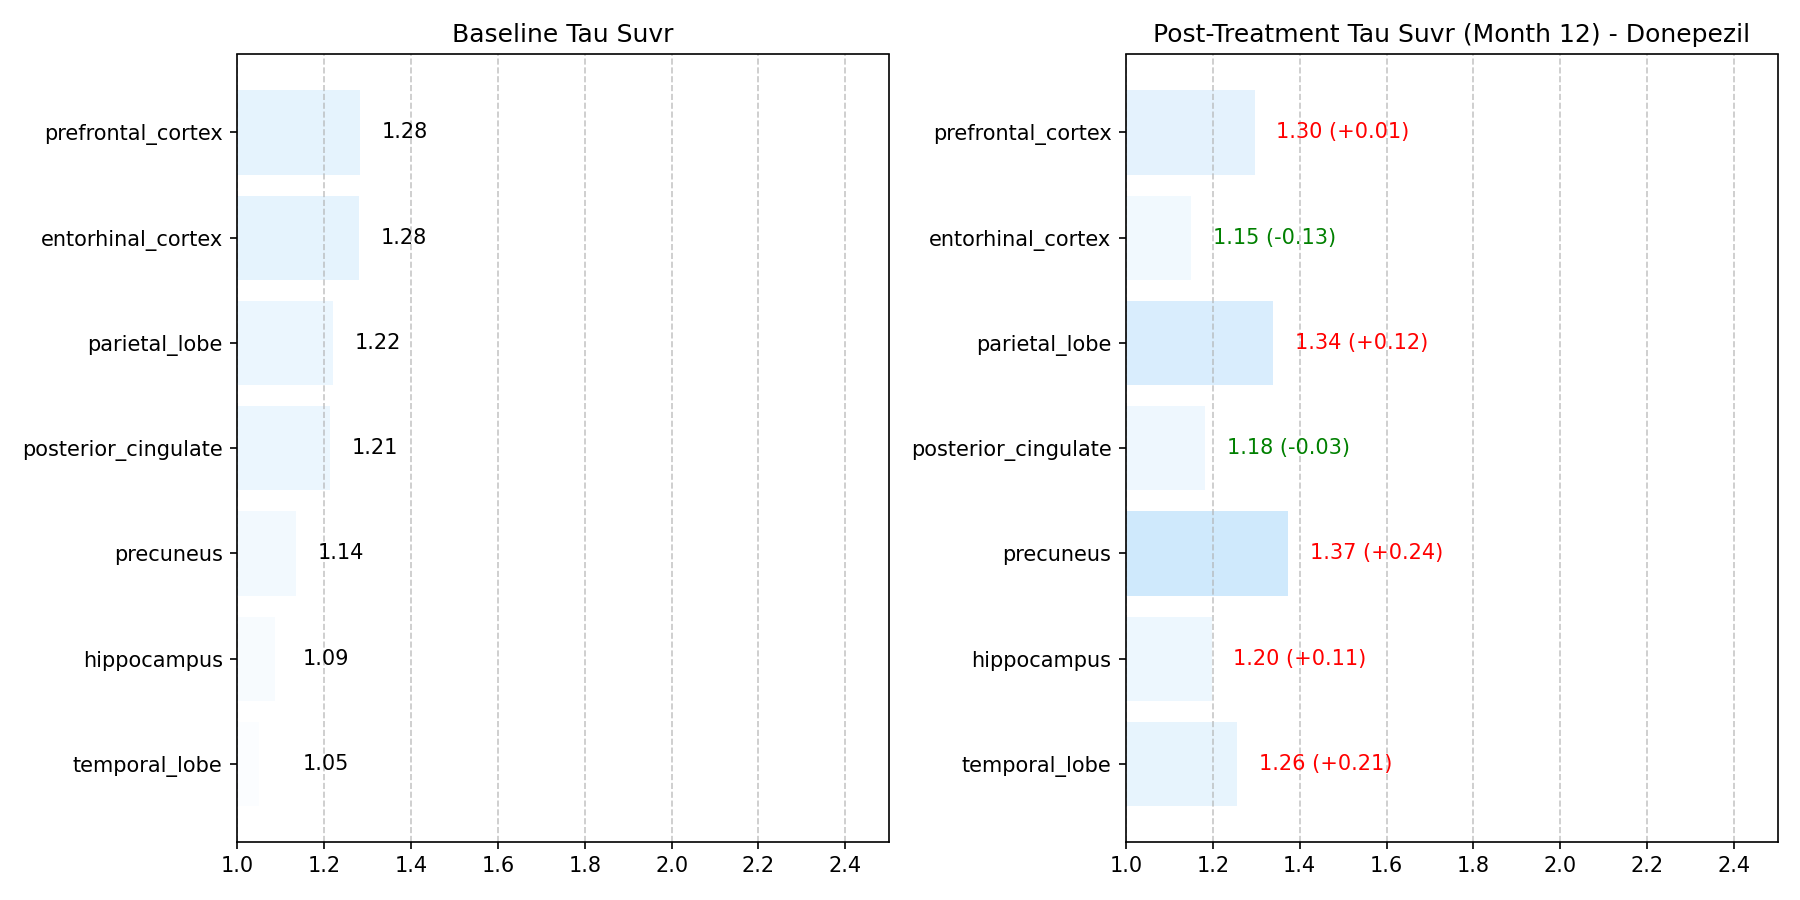 Baseline Tau Suvr
prefrontal_cortex 1.28
entorhinal_cortex 1.28
parietal_lobe 1.22
posterior_cingulate 1.21
precuneus 1.14
hippocampus 1.09
temporal_lobe 1.05
1.0 1.2 1.4 1.6 1.8 2.0 2.2 2.4
Post-Treatment Tau Suvr (Month 12) - Donepezil
prefrontal_cortex 1.30 (+0.01)
entorhinal_cortex 1.15 (-0.13)
parietal_lobe 1.34 (+0.12)
posterior_cingulate 1.18 (-0.03)
precuneus 1.37 (+0.24)
hippocampus 1.20 (+0.11)
temporal_lobe 1.26 (+0.21)
1.0 1.2 1.4 1.6 1.8 2.0 2.2 2.4